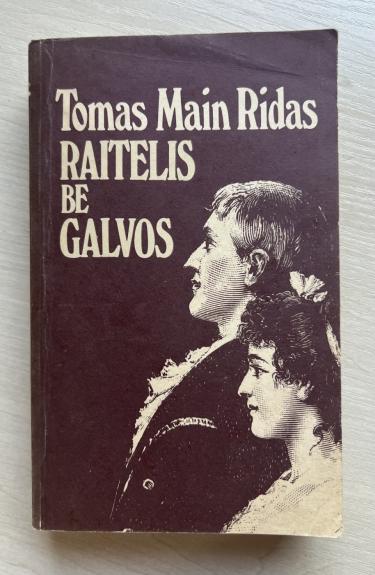 Tomas Main Ridas
RAITELIS
BE
GALVOS